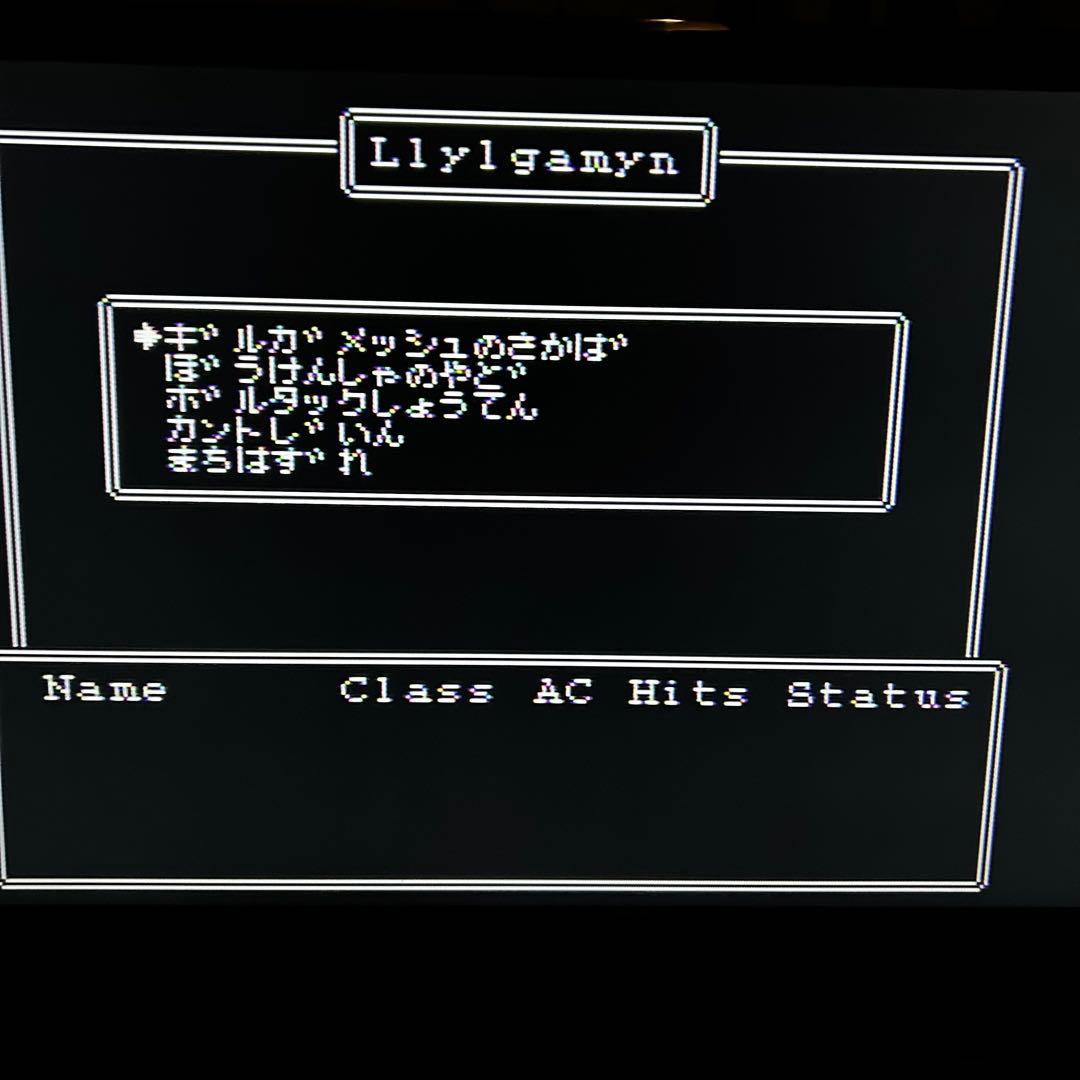 Llylgamyn
ギルガメッシュのさかば
ぼうけんしゃのやど
ボルタックしょうてん
カントじいん
まちはずれ
Name Class AC Hits Status